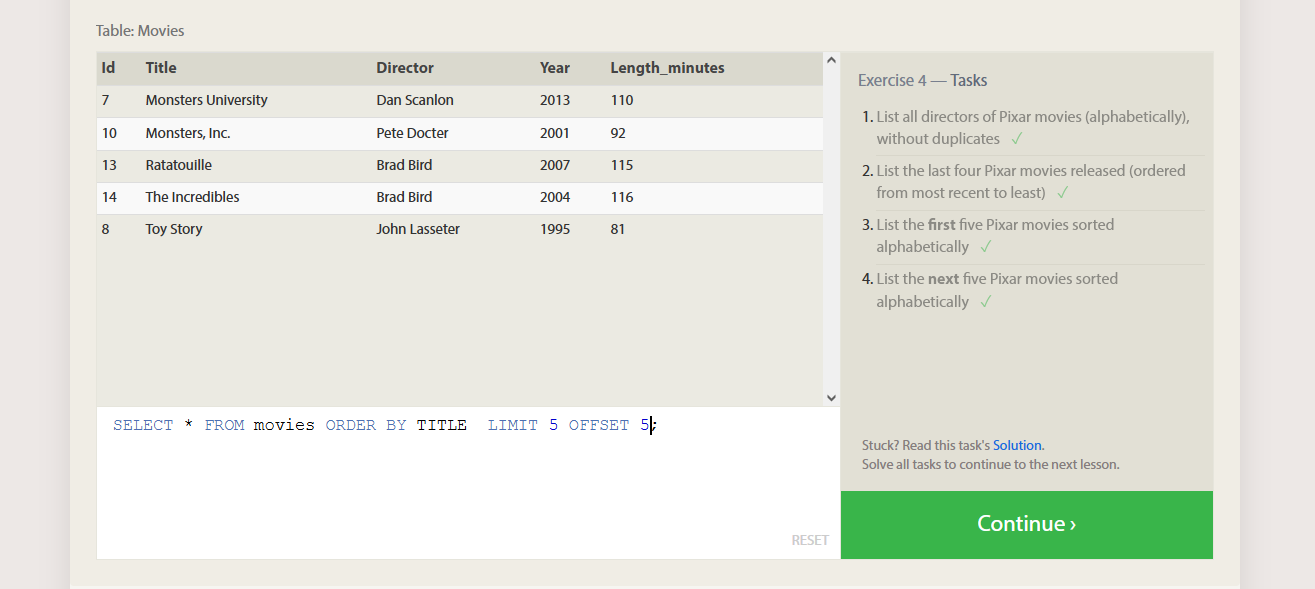 Table: Movies
Id Title Director Year Length_minutes
7 Monsters University Dan Scanlon 2013 110
10 Monsters, Inc. Pete Docter 2001 92
13 Ratatouille Brad Bird 2007 115
14 The Incredibles Brad Bird 2004 116
8 Toy Story John Lasseter 1995 81
SELECT * FROM movies ORDER BY TITLE  LIMIT 5 OFFSET 5;
RESET
Exercise 4 — Tasks
1. List all directors of Pixar movies (alphabetically),
without duplicates ✓
2. List the last four Pixar movies released (ordered
from most recent to least) ✓
3. List the first five Pixar movies sorted
alphabetically ✓
4. List the next five Pixar movies sorted
alphabetically ✓
Stuck? Read this task's Solution.
Solve all tasks to continue to the next lesson.
Continue ›